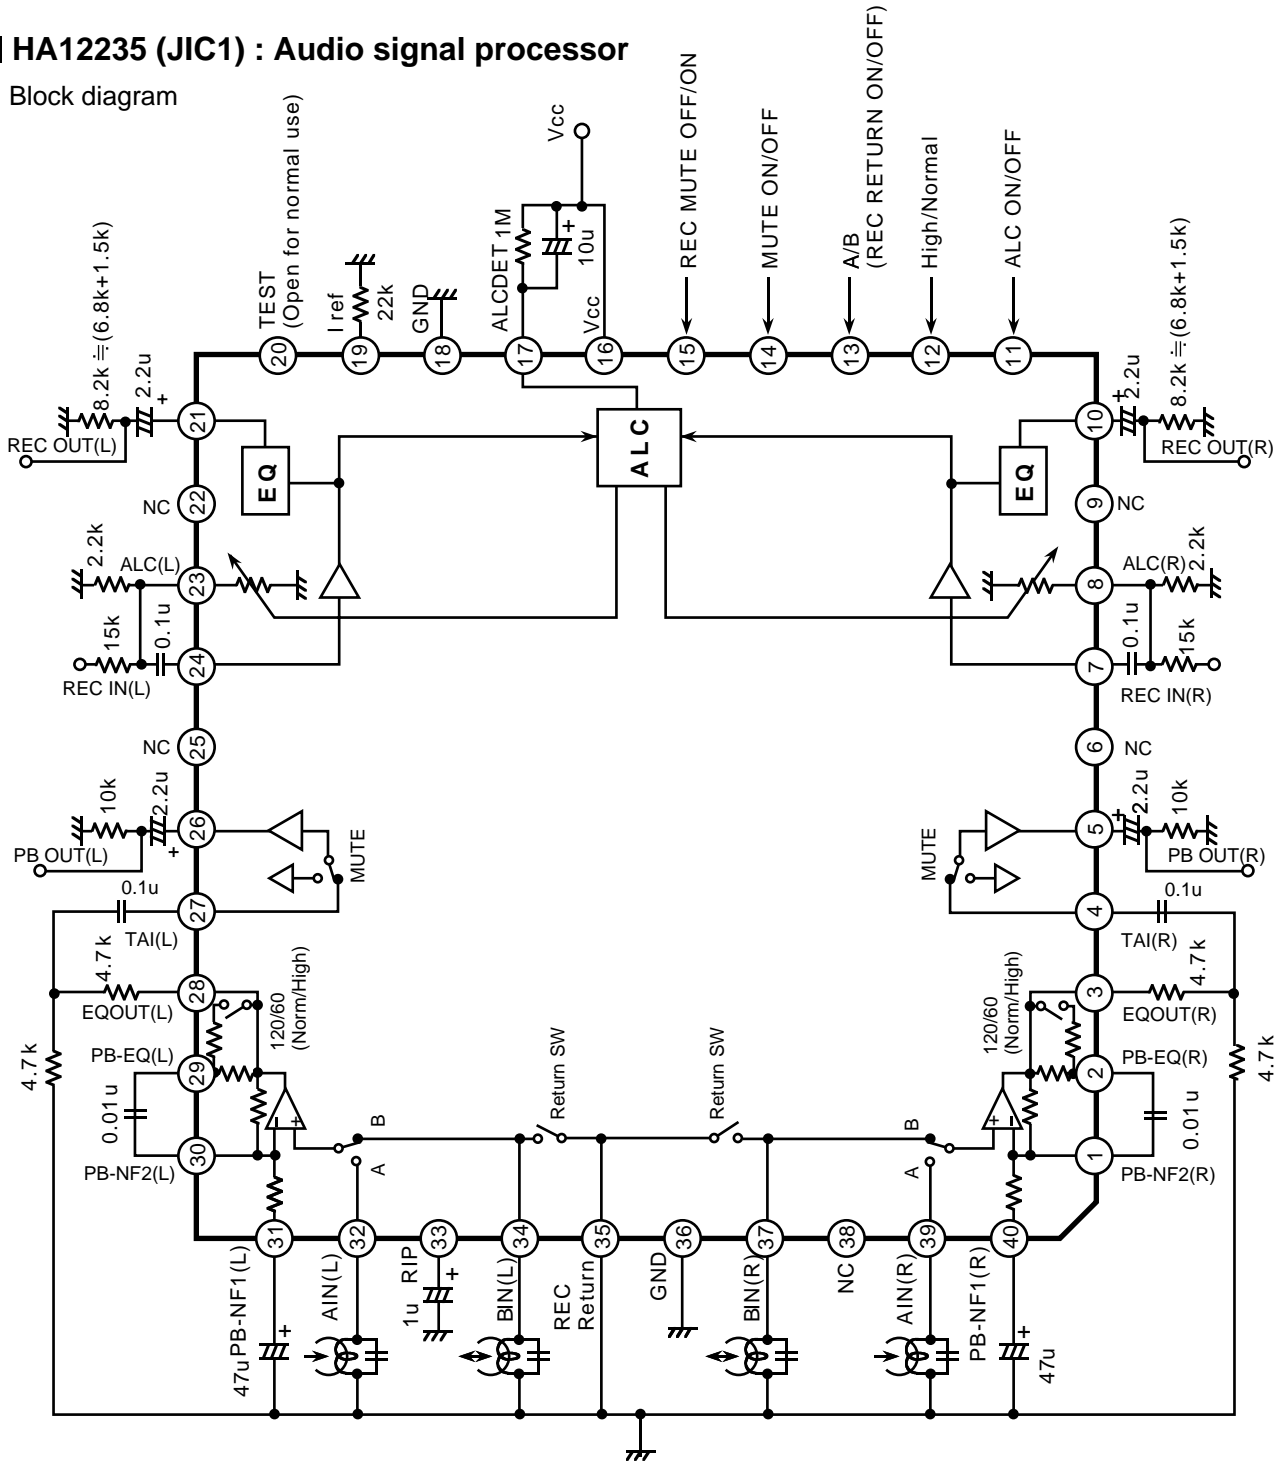 HA12235 (JIC1) : Audio signal processor
Block diagram
TEST
(Open for normal use)
Iref
22k
GND
ALCDET
1M
10u
Vcc
Vcc
REC MUTE OFF/ON
MUTE ON/OFF
A/B
(REC RETURN ON/OFF)
High/Normal
ALC ON/OFF
20
19
18
17
16
15
14
13
12
11
8.2k ≒ (6.8k+1.5k)
2.2u
+
REC OUT(L)
21
EQ
ALC
EQ
10
2.2u
+
8.2k ≒ (6.8k+1.5k)
REC OUT(R)
NC
22
9
NC
2.2k
ALC(L)
23
8
ALC(R)
2.2k
15k
0.1u
REC IN(L)
24
7
0.1u
15k
REC IN(R)
NC
25
6
NC
10k
2.2u
+
PB OUT(L)
26
MUTE
MUTE
5
+
2.2u
10k
PB OUT(R)
0.1u
27
TAI(L)
4
0.1u
TAI(R)
4.7k
EQOUT(L)
28
120/60
(Norm/High)
120/60
(Norm/High)
3
4.7k
EQOUT(R)
4.7k
PB-EQ(L)
29
0.01u
30
PB-NF2(L)
− +
A
B
Return SW
Return SW
B
A
+ −
2
PB-EQ(R)
4.7k
0.01u
1
PB-NF2(R)
31
32
33
34
35
36
37
38
39
40
PB-NF1(L)
47u
+
AIN(L)
RIP
1u
+
BIN(L)
REC
Return
GND
BIN(R)
NC
AIN(R)
PB-NF1(R)
+
47u